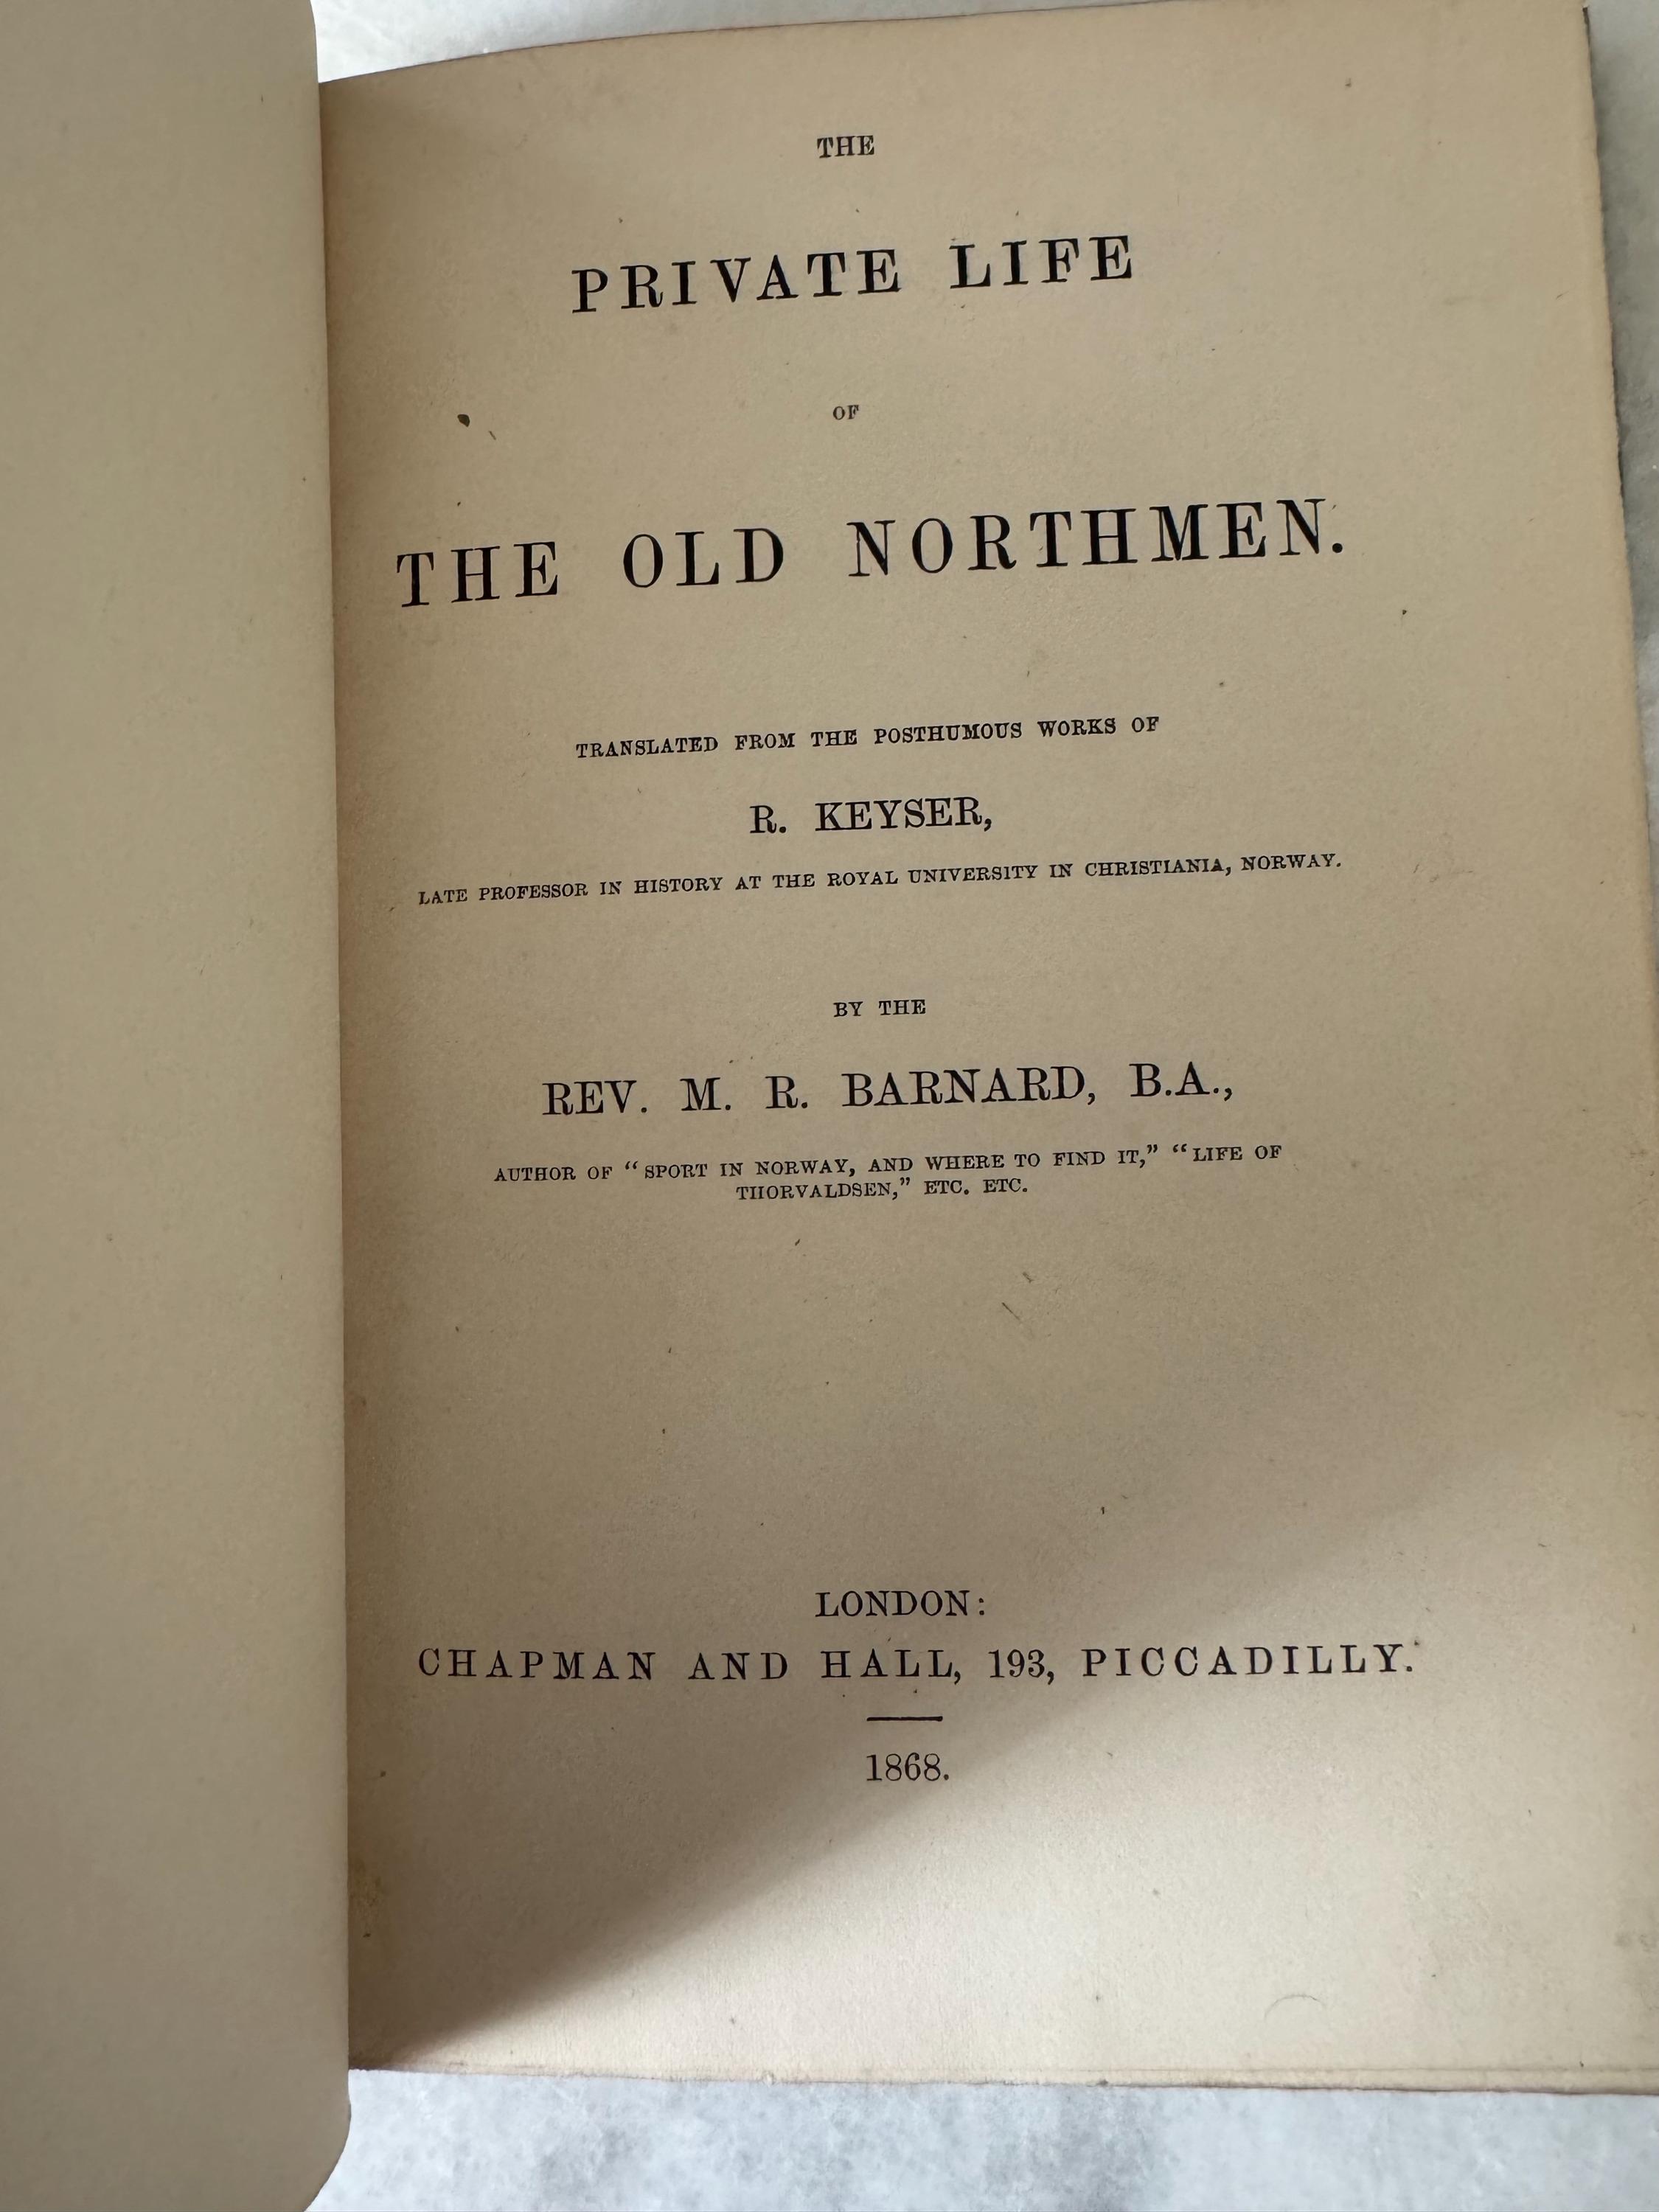 THE
PRIVATE LIFE
OF
THE OLD NORTHMEN.
TRANSLATED FROM THE POSTHUMOUS WORKS OF
R. KEYSER,
LATE PROFESSOR IN HISTORY AT THE ROYAL UNIVERSITY IN CHRISTIANIA, NORWAY.
BY THE
REV. M. R. BARNARD, B.A.,
AUTHOR OF “SPORT IN NORWAY, AND WHERE TO FIND IT,” “LIFE OF
THORVALDSEN,” ETC. ETC.
LONDON:
CHAPMAN AND HALL, 193, PICCADILLY.
1868.